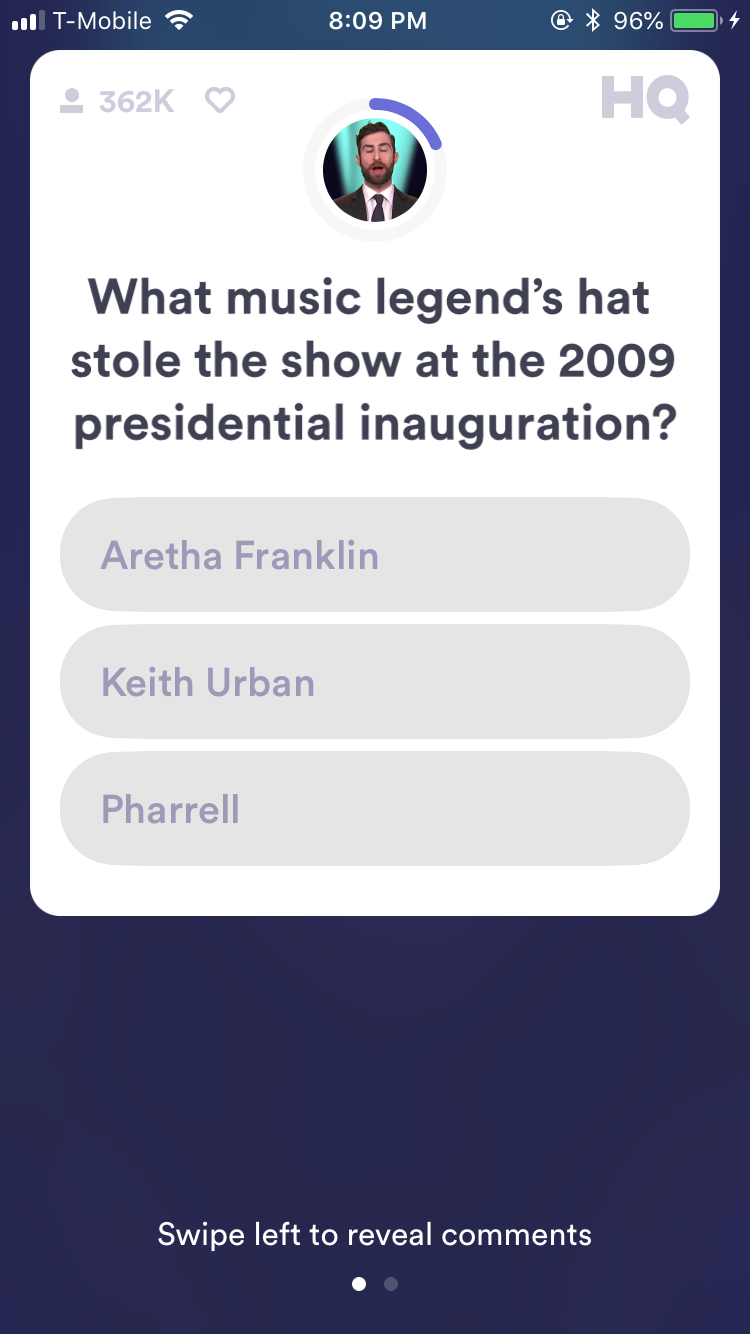 T-Mobile 8:09 PM 96%
362K HQ
What music legend’s hat
stole the show at the 2009
presidential inauguration?
Aretha Franklin
Keith Urban
Pharrell
Swipe left to reveal comments